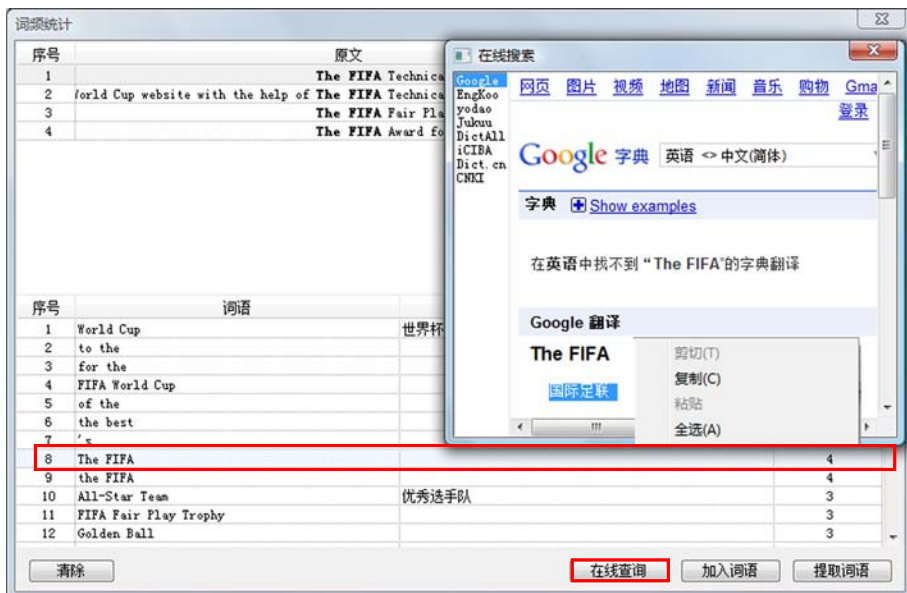 词频统计
序号 原文
1 The FIFA Technica
2 orld Cup website with the help of The FIFA Technica
3 The FIFA Fair Pla
4 The FIFA Award fo
在线搜索
Google
EngKoo
yodao
Jukuu
DictAll
iCIBA
Dict.cn
CNKI
网页 图片 视频 地图 新闻 音乐 购物 Gma
登录
Google 字典 英语 <> 中文(简体)
字典 Show examples
在英语中找不到 “The FIFA”的字典翻译
Google 翻译
The FIFA
国际足联
剪切(T)
复制(C)
粘贴
全选(A)
序号 词语
1 World Cup 世界杯
2 to the
3 for the
4 FIFA World Cup
5 of the
6 the best
7 's
8 The FIFA 4
9 the FIFA 4
10 All-Star Team 优秀选手队 3
11 FIFA Fair Play Trophy 3
12 Golden Ball 3
清除 在线查询 加入词语 提取词语